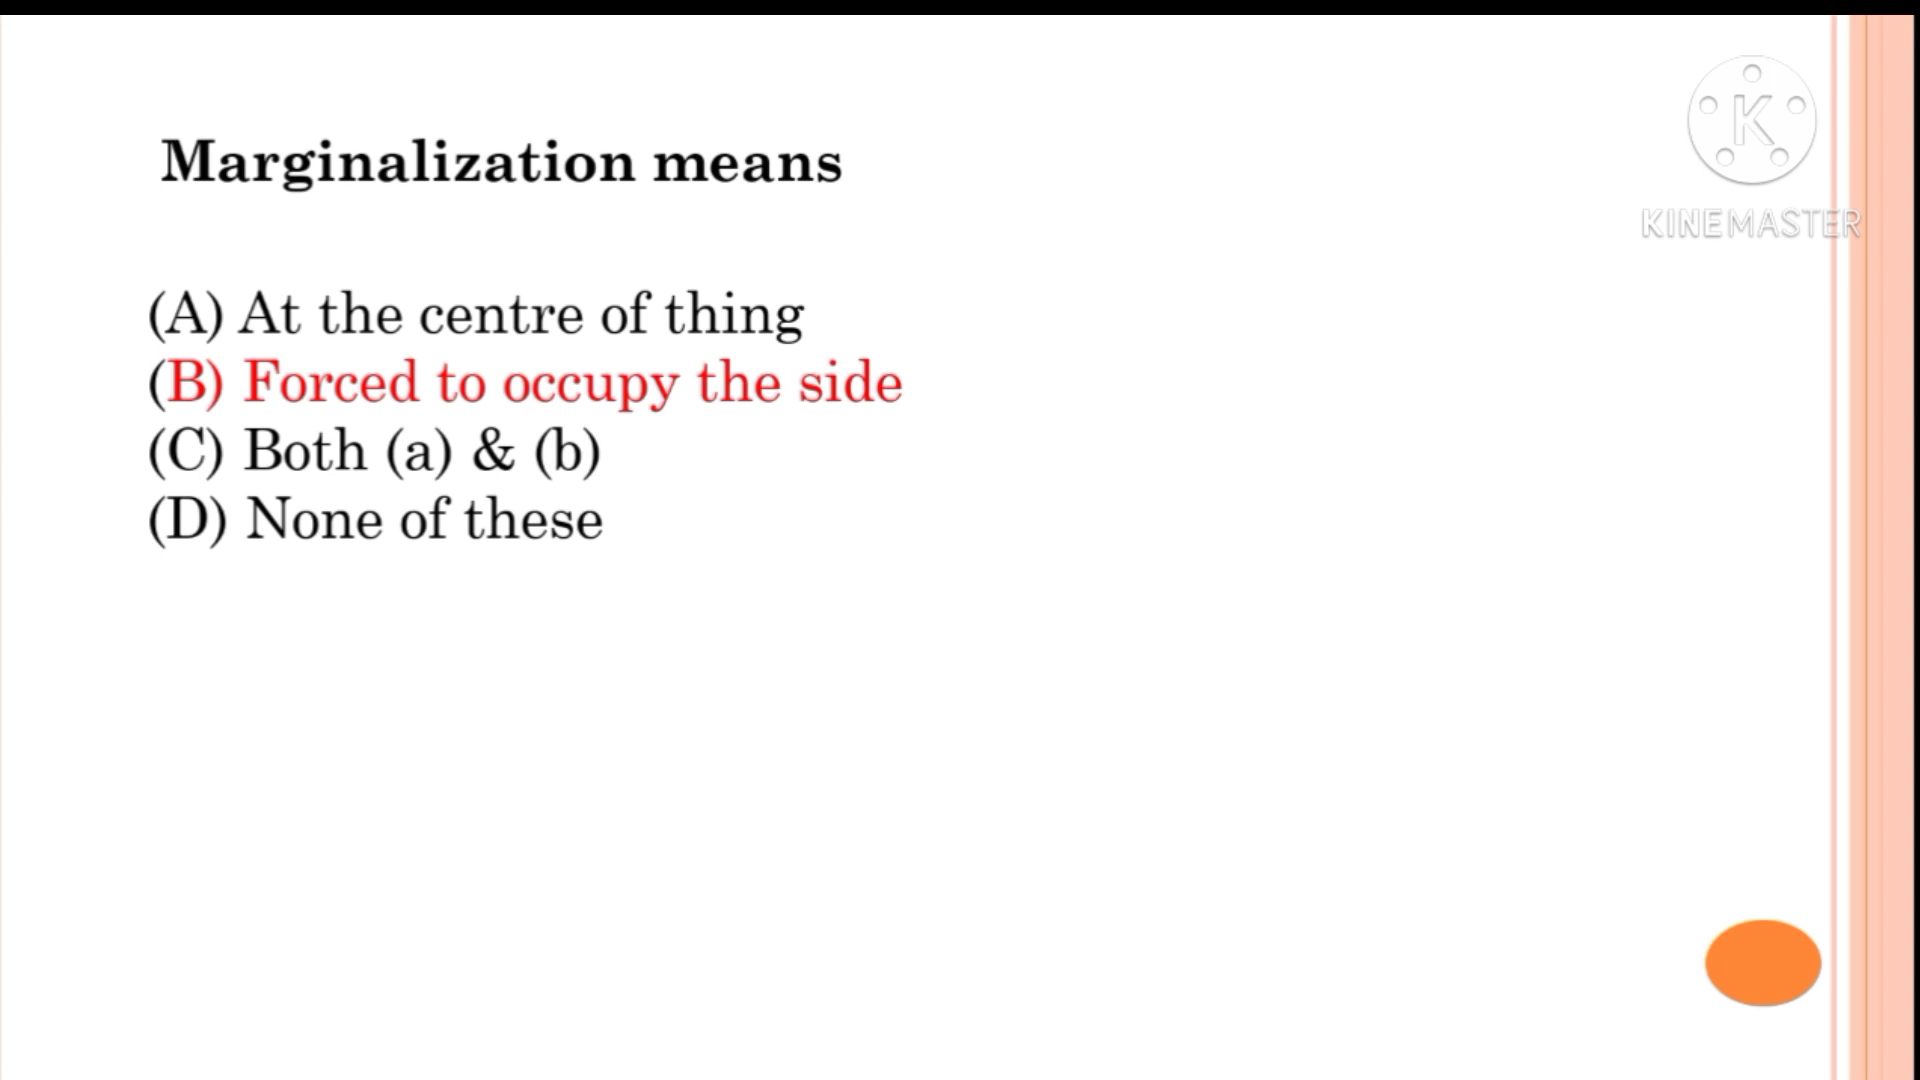 Marginalization means
K
KINEMASTER
(A) At the centre of thing
(B) Forced to occupy the side
(C) Both (a) & (b)
(D) None of these